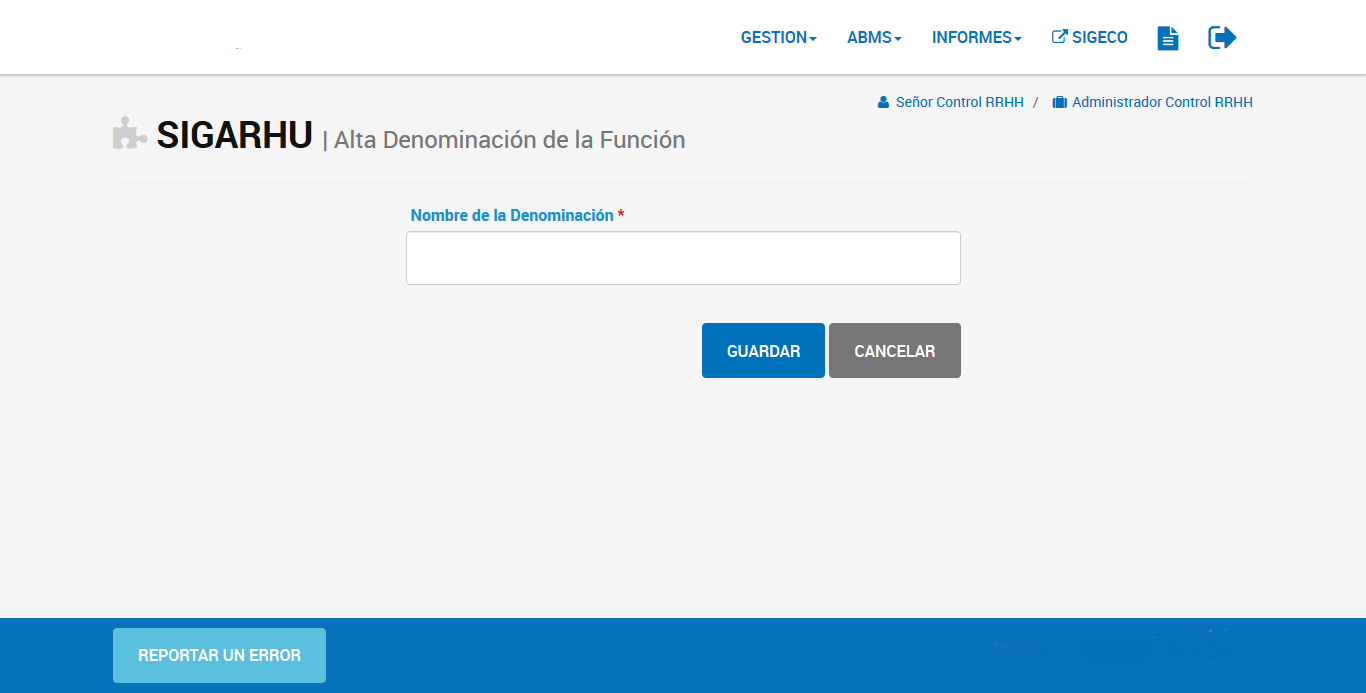 GESTION ABMS INFORMES SIGECO
Señor Control RRHH / Administrador Control RRHH
SIGARHU | Alta Denominación de la Función
Nombre de la Denominación *
GUARDAR CANCELAR
REPORTAR UN ERROR